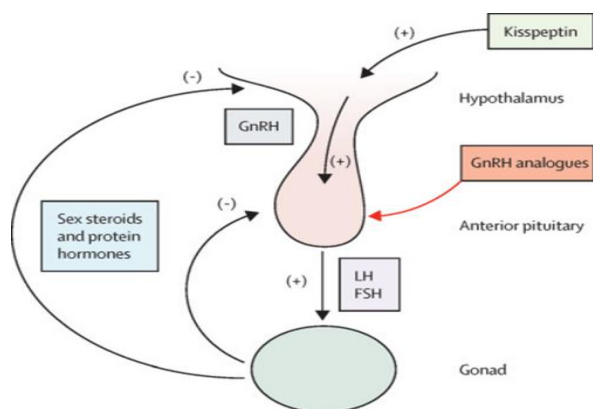 Kisspeptin
(+)
(-)
Hypothalamus
GnRH
(+)
GnRH analogues
(-)
Sex steroids
and protein
hormones
Anterior pituitary
(+)
LH
FSH
Gonad